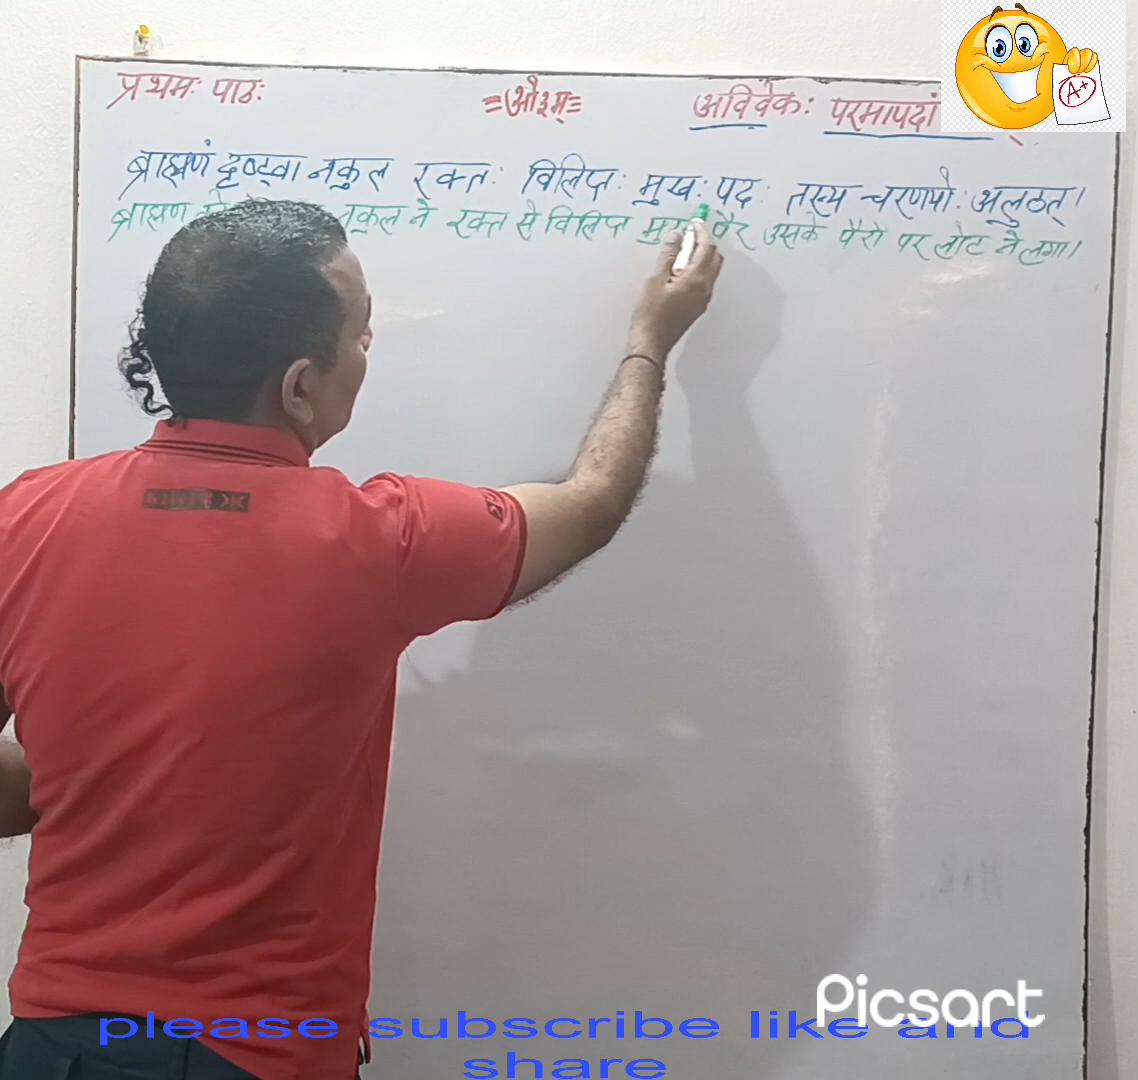 प्रथमः पाठः =ओ३म्= अविवेकः परमापदां
A+
ब्राह्मणं दृष्ट्वा नकुल रक्तः विलिप्तः मुखः पदः तस्य चरणयोः अलुठत्।
ब्राह्मण नकूल ने रक्त से विलिप्त पैर उसके पैरो पर लोट ने लगा।
Picsart
please subscribe like and
share